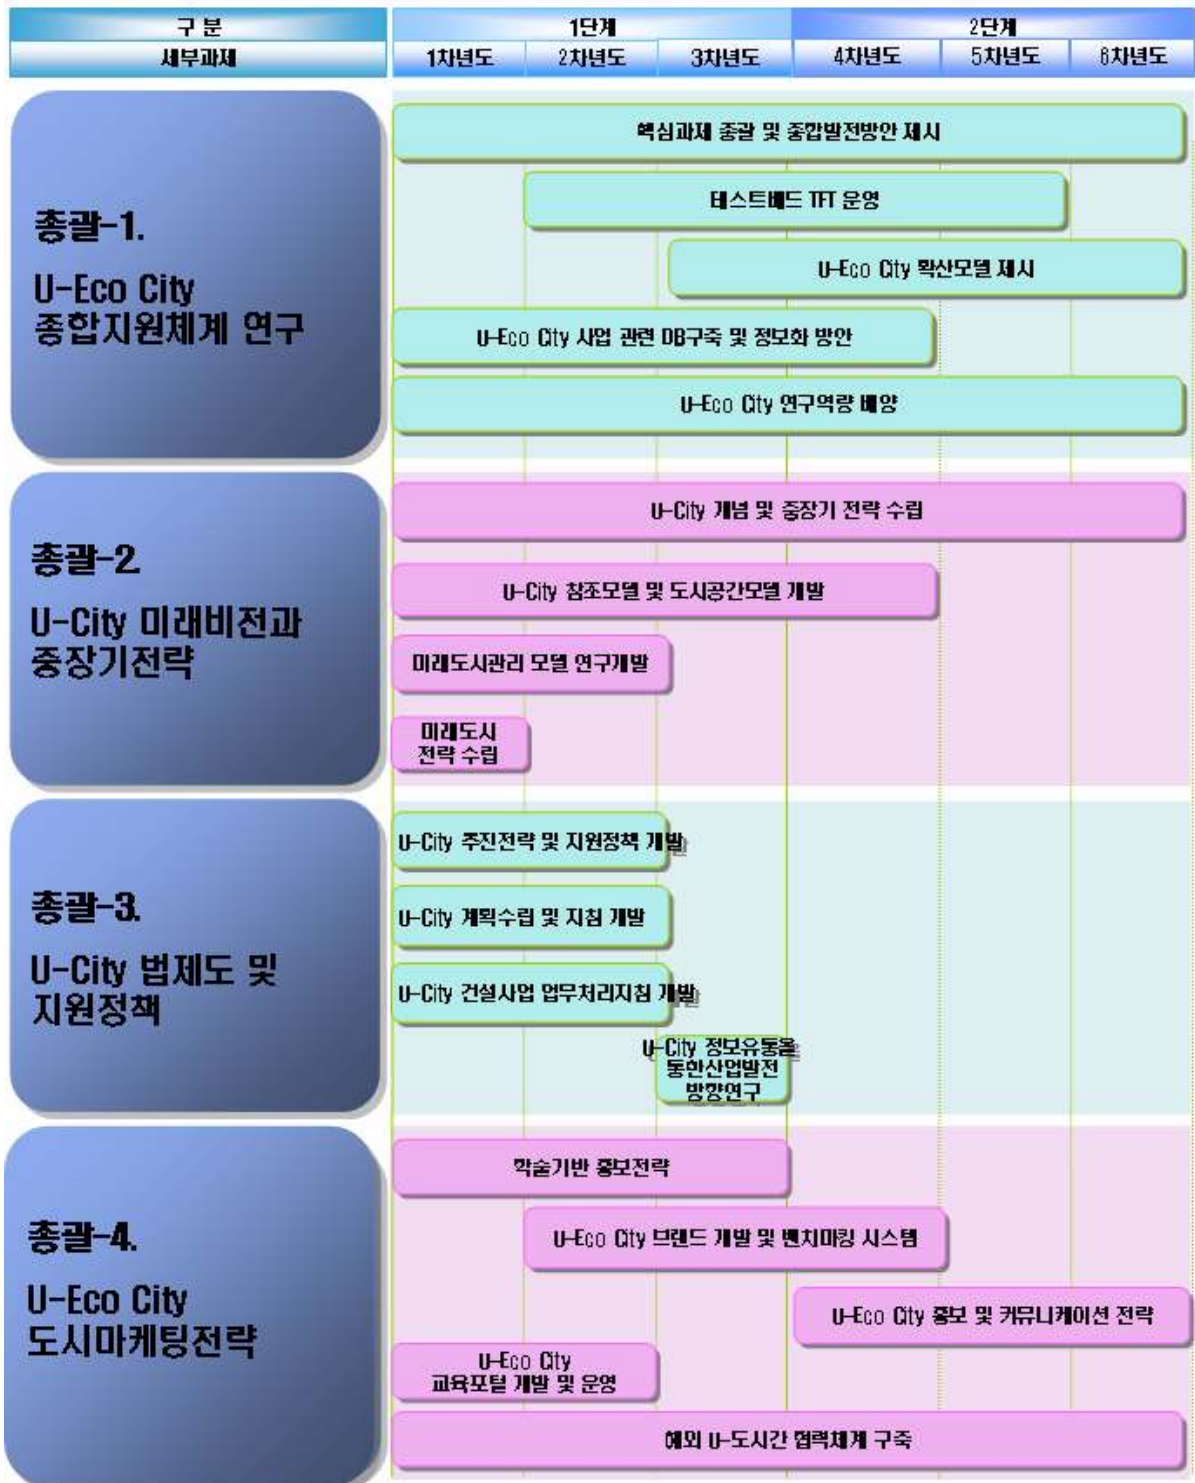 구 분
1단계
2단계
세부과제
1차년도
2차년도
3차년도
4차년도
5차년도
6차년도
총괄-1.
U-Eco City
종합지원체계 연구
핵심과제 총괄 및 종합발전방안 제시
테스트베드 TFT 운영
U-Eco City 확산모델 제시
U-Eco City 사업 관련 DB구축 및 정보화 방안
U-Eco City 연구역량 배양
총괄-2.
U-City 미래비전과
중장기전략
U-City 개념 및 중장기 전략 수립
U-City 참조모델 및 도시공간모델 개발
미래도시관리 모델 연구개발
미래도시
전략 수립
총괄-3.
U-City 법제도 및
지원정책
U-City 추진전략 및 지원정책 개발
U-City 계획수립 및 지침 개발
U-City 건설사업 업무처리지침 개발
U-City 정보유통을
통한산업발전
방향연구
총괄-4.
U-Eco City
도시마케팅전략
학술기반 홍보전략
U-Eco City 브랜드 개발 및 벤치마킹 시스템
U-Eco City 홍보 및 커뮤니케이션 전략
U-Eco City
교육포털 개발 및 운영
해외 U-도시간 협력체계 구축